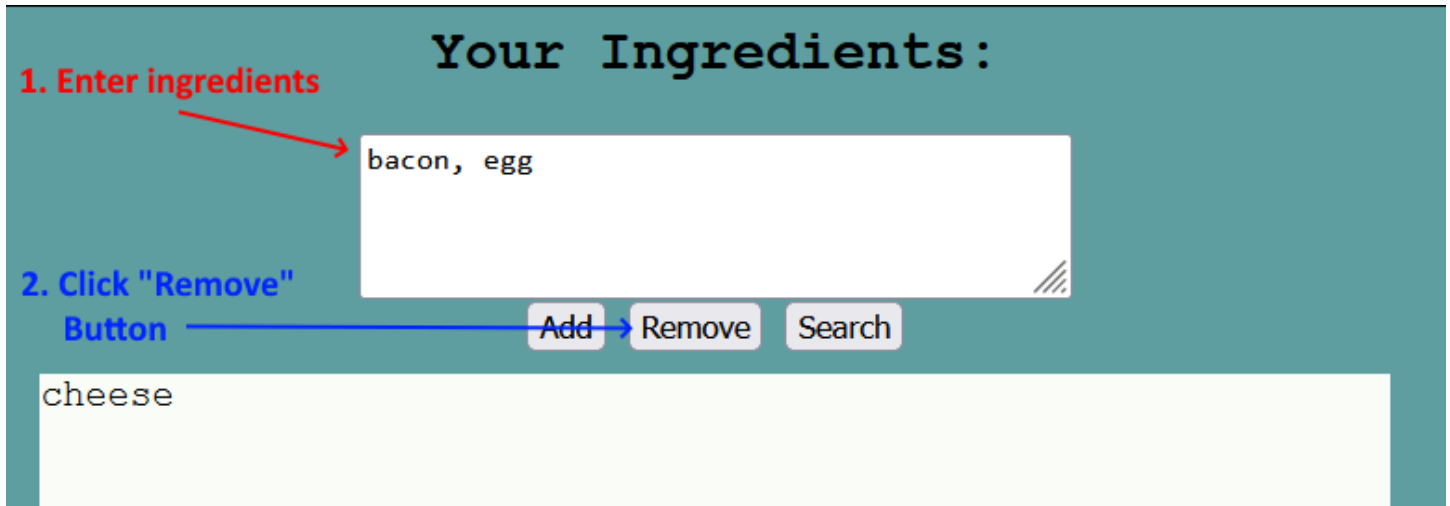 Your Ingredients:
1. Enter ingredients
bacon, egg
2. Click "Remove"
Button
Add Remove Search
cheese